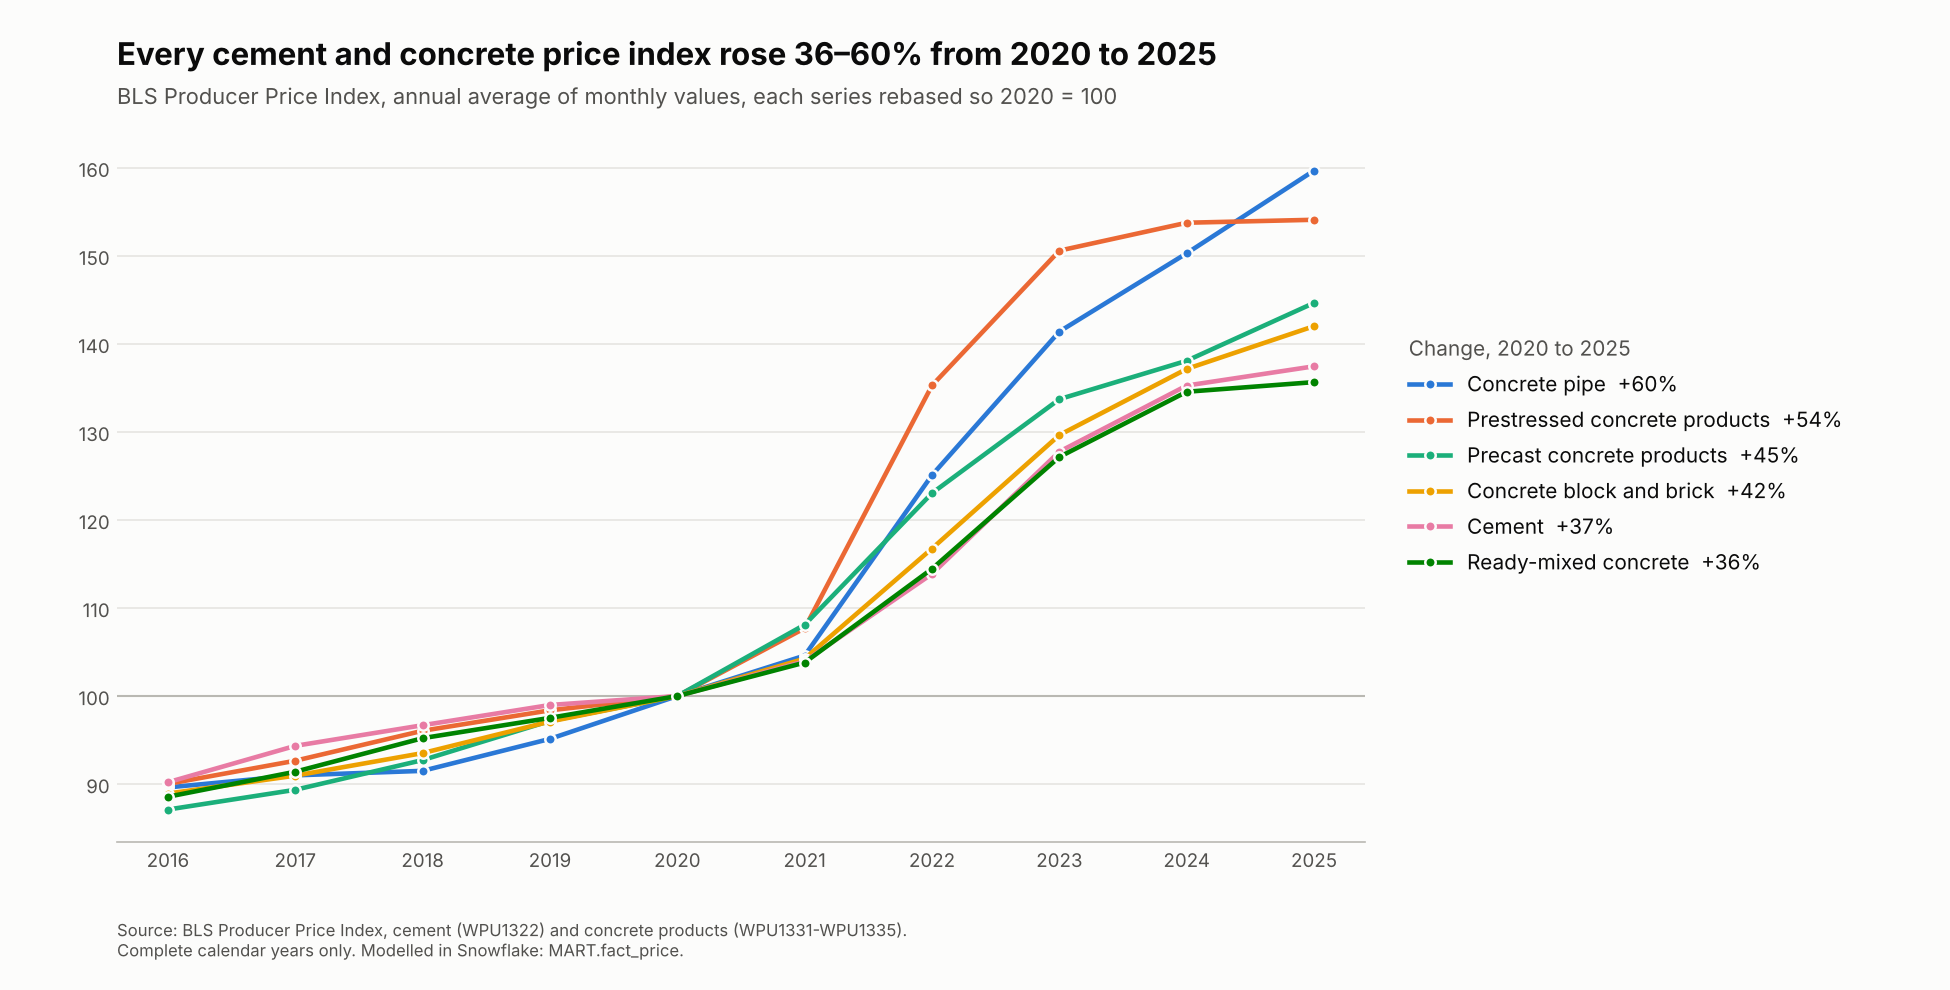 Every cement and concrete price index rose 36–60% from 2020 to 2025
BLS Producer Price Index, annual average of monthly values, each series rebased so 2020 = 100
160
150
140
130
120
110
100
90
2016 2017 2018 2019 2020 2021 2022 2023 2024 2025
Change, 2020 to 2025
Concrete pipe +60%
Prestressed concrete products +54%
Precast concrete products +45%
Concrete block and brick +42%
Cement +37%
Ready-mixed concrete +36%
Source: BLS Producer Price Index, cement (WPU1322) and concrete products (WPU1331-WPU1335).
Complete calendar years only. Modelled in Snowflake: MART.fact_price.